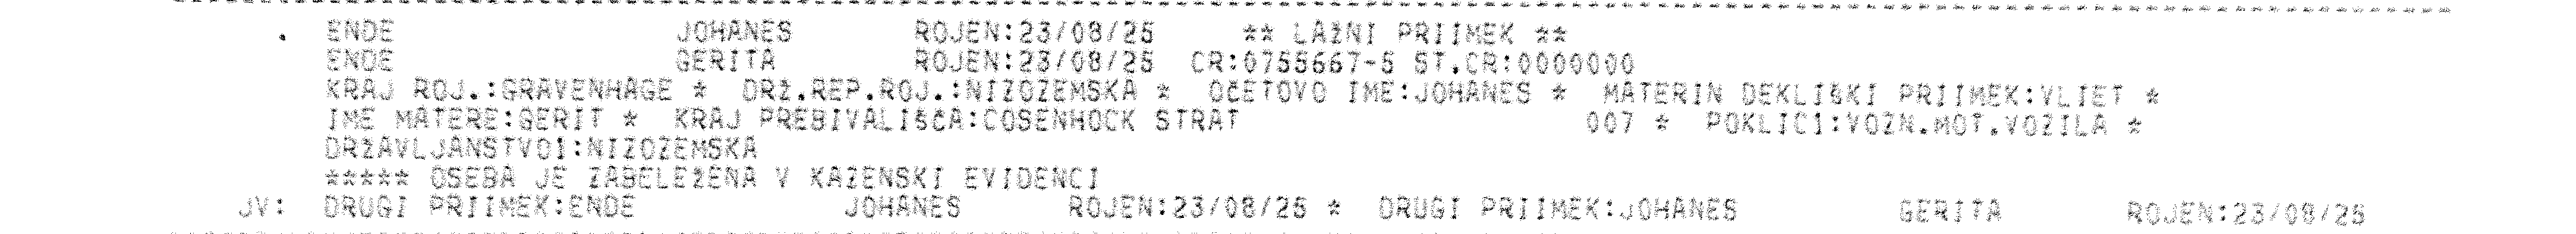 . ENDE JOHANES ROJEN:23/08/25 ** LAŽNI PRIIMEK **
ENDE GERITA ROJEN:23/08/25 CR:0755667-5 ST.CR:0000000
KRAJ ROJ.:GRAVENHAGE * DRŽ.REP.ROJ.:NIZOZEMSKA * OČETOVO IME:JOHANES * MATERIN DEKLIŠKI PRIIMEK:VLIET *
IME MATERE:GERIT * KRAJ PREBIVALIŠČA:COSENHOCK STRAT 007 * POKLIC1:VOZN.MOT.VOZILA *
DRŽAVLJANSTVO1:NIZOZEMSKA
***** OSEBA JE ZABELEŽENA V KAZENSKI EVIDENCI
JV: DRUGI PRIIMEK:ENDE JOHANES ROJEN:23/08/25 * DRUGI PRIIMEK:JOHANES GERITA ROJEN:23/08/25